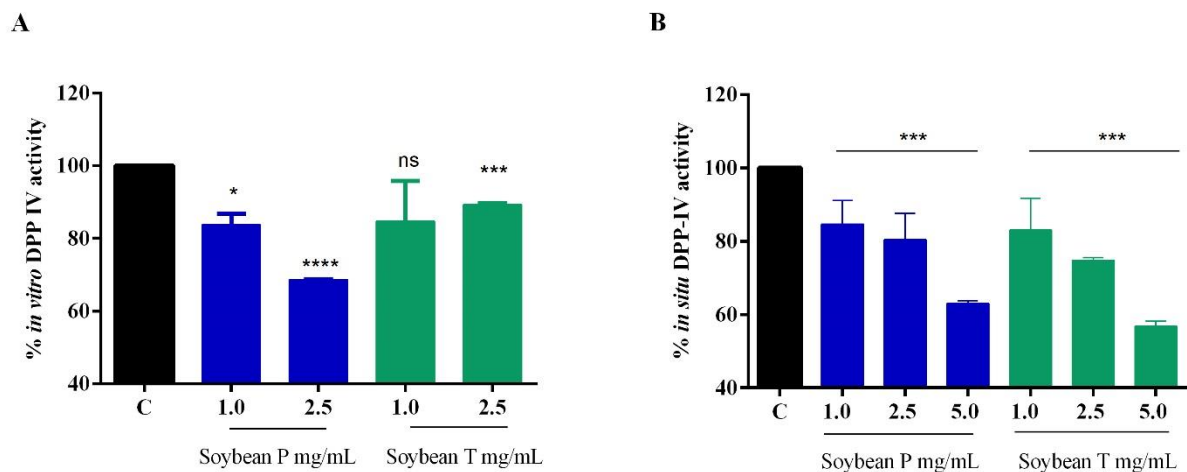 A
% in vitro DPP IV activity
120
100
80
60
40
*
****
ns
***
C 1.0 2.5 1.0 2.5
Soybean P mg/mL Soybean T mg/mL
B
% in situ DPP-IV activity
120
100
80
60
40
*** ***
C 1.0 2.5 5.0 1.0 2.5 5.0
Soybean P mg/mL Soybean T mg/mL